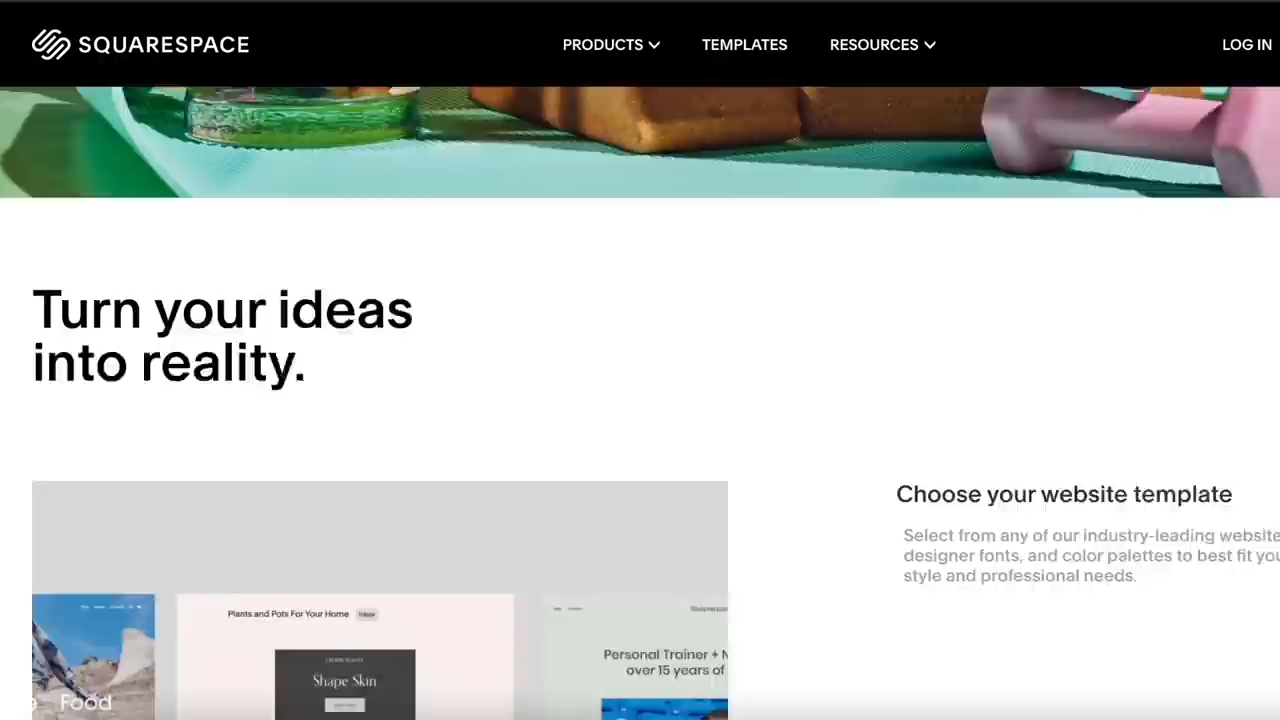 SQUARESPACE
PRODUCTS
TEMPLATES
RESOURCES
LOG IN
Turn your ideas
into reality.
Choose your website template
Select from any of our industry-leading website
designer fonts, and color palettes to best fit you
style and professional needs.
Plants and Pots For Your Home
Inbox
Shape Skin
Personal Trainer + N
over 15 years of
Food